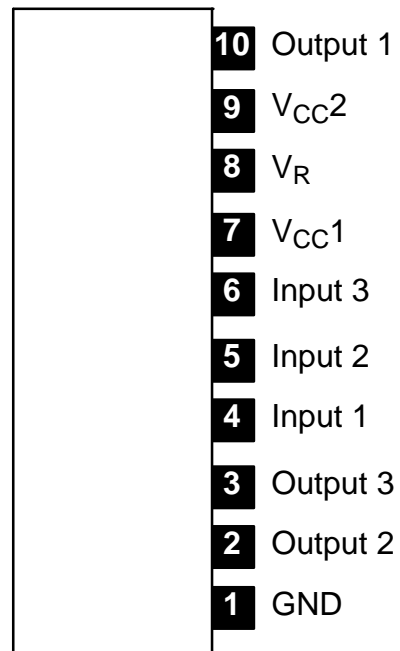 10 Output 1
9 VCC2
8 VR
7 VCC1
6 Input 3
5 Input 2
4 Input 1
3 Output 3
2 Output 2
1 GND